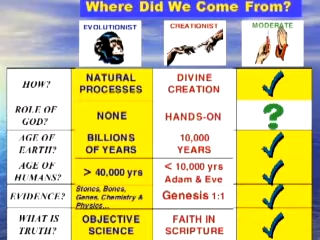 Where Did We Come From?
EVOLUTIONIST CREATIONIST MODERATE
HOW? NATURAL PROCESSES DIVINE CREATION
ROLE OF GOD? NONE HANDS-ON ?
AGE OF EARTH? BILLIONS OF YEARS 10,000 YEARS
AGE OF HUMANS? > 40,000 yrs < 10,000 yrs Adam & Eve
EVIDENCE? Stones, Bones, Genes, Chemistry & Physics... Genesis 1:1
WHAT IS TRUTH? OBJECTIVE SCIENCE FAITH IN SCRIPTURE